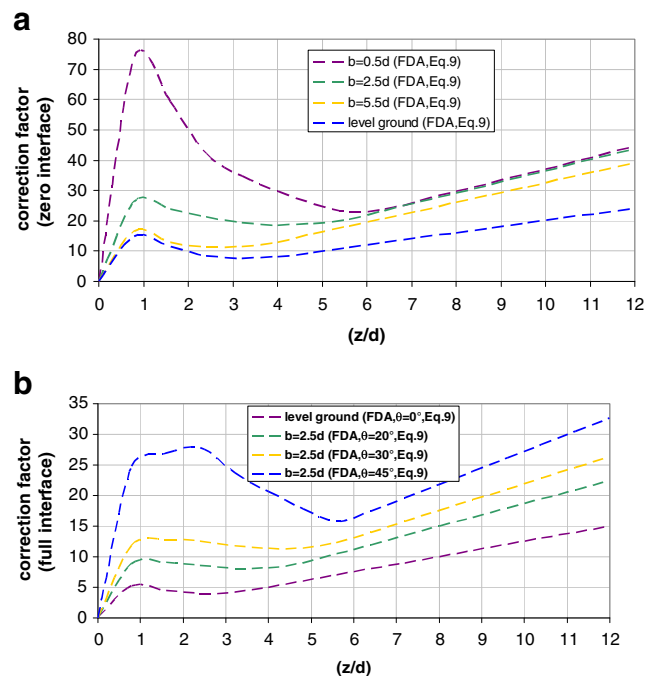 a
correction factor
(zero interface)
80
70
60
50
40
30
20
10
0
b=0.5d (FDA,Eq.9)
b=2.5d (FDA,Eq.9)
b=5.5d (FDA,Eq.9)
level ground (FDA,Eq.9)
0 1 2 3 4 5 6 7 8 9 10 11 12
(z/d)
b
correction factor
(full interface)
35
30
25
20
15
10
5
0
level ground (FDA,θ=0°,Eq.9)
b=2.5d (FDA,θ=20°,Eq.9)
b=2.5d (FDA,θ=30°,Eq.9)
b=2.5d (FDA,θ=45°,Eq.9)
0 1 2 3 4 5 6 7 8 9 10 11 12
(z/d)